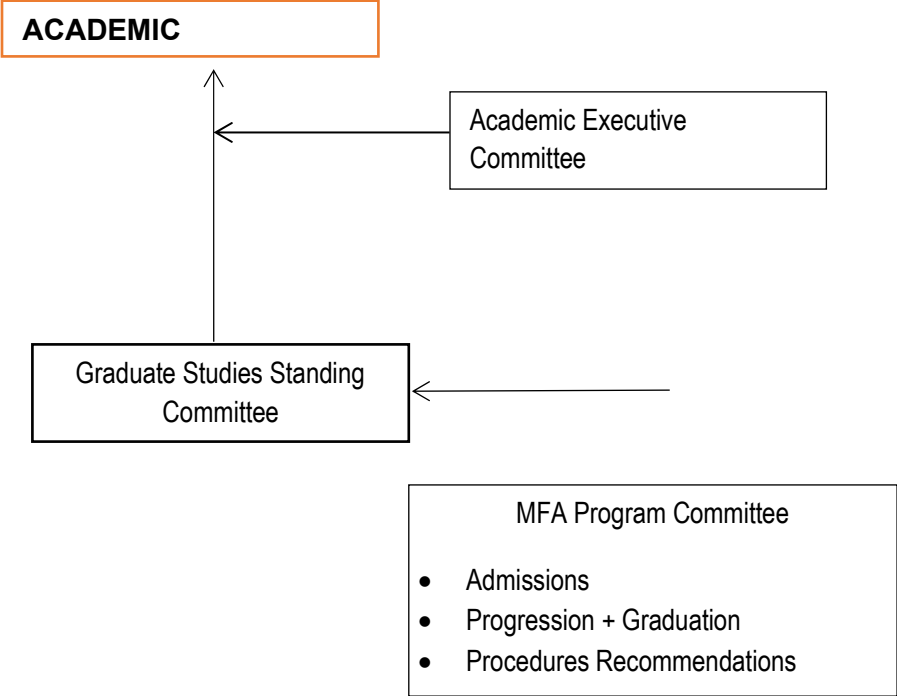 ACADEMIC
Academic Executive
Committee
Graduate Studies Standing
Committee
MFA Program Committee
• Admissions
• Progression + Graduation
• Procedures Recommendations